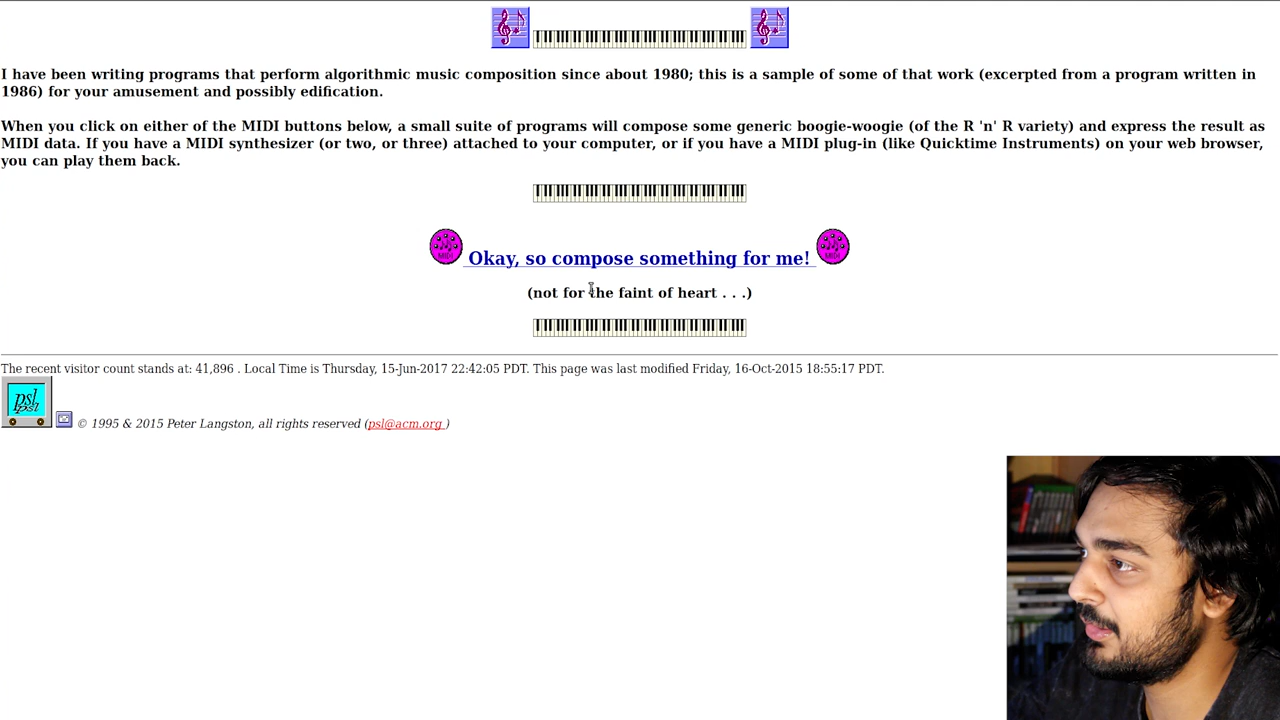 I have been writing programs that perform algorithmic music composition since about 1980; this is a sample of some of that work (excerpted from a program written in
1986) for your amusement and possibly edification.
When you click on either of the MIDI buttons below, a small suite of programs will compose some generic boogie-woogie (of the R 'n' R variety) and express the result as
MIDI data. If you have a MIDI synthesizer (or two, or three) attached to your computer, or if you have a MIDI plug-in (like Quicktime Instruments) on your web browser,
you can play them back.
MIDI Okay, so compose something for me! MIDI
(not for the faint of heart . . .)
The recent visitor count stands at: 41,896 . Local Time is Thursday, 15-Jun-2017 22:42:05 PDT. This page was last modified Friday, 16-Oct-2015 18:55:17 PDT.
psl
psl
© 1995 & 2015 Peter Langston, all rights reserved (psl@acm.org )